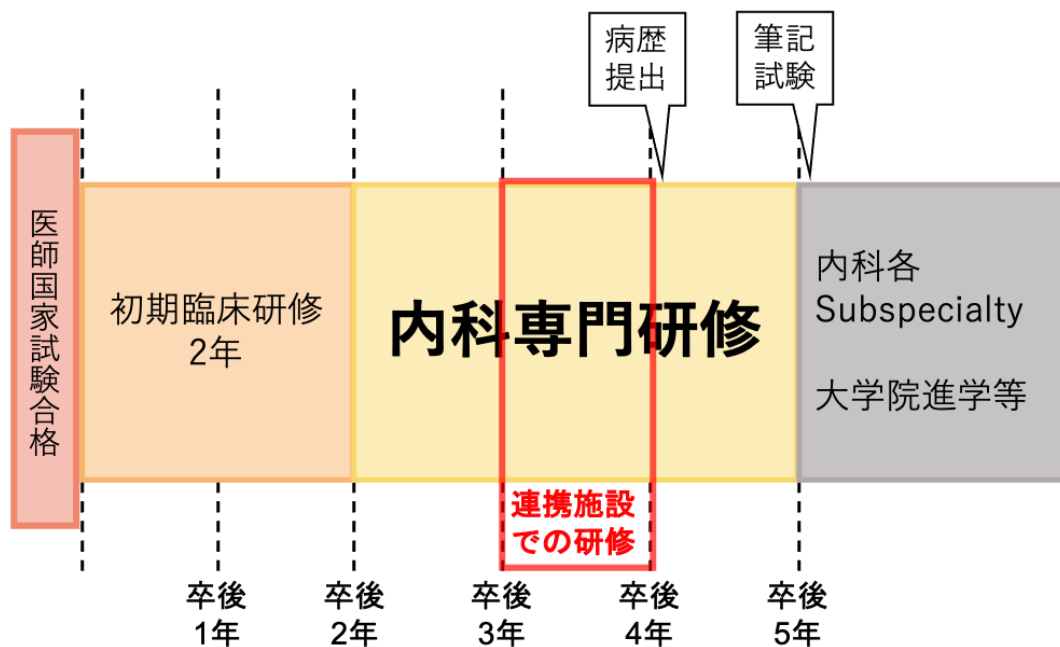 病歴
提出
筆記
試験
医師国家試験合格
初期臨床研修
2年
内科専門研修
内科各
Subspecialty
大学院進学等
連携施設
での研修
卒後
1年
卒後
2年
卒後
3年
卒後
4年
卒後
5年